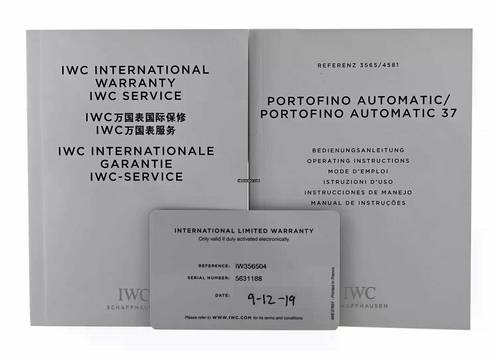 IWC INTERNATIONAL
WARRANTY
IWC SERVICE
IWC万国表国际保修
IWC万国表服务
IWC INTERNATIONALE
GARANTIE
IWC-SERVICE
IWC
SCHAFFHAUSEN
REFERENZ 3565/4581
PORTOFINO AUTOMATIC/
PORTOFINO AUTOMATIC 37
BEDIENUNGSANLEITUNG
OPERATING INSTRUCTIONS
MODE D'EMPLOI
ISTRUZIONI D'USO
INSTRUCCIONES DE MANEJO
MANUAL DE INSTRUÇÕES
IWC
SCHAFFHAUSEN
INTERNATIONAL LIMITED WARRANTY
Only valid if duly activated electronically
REFERENCE: IW356504
SERIAL NUMBER: 5631188
DATE: 9-12-19
Please refer to WWW.IWC.COM for its terms and conditions